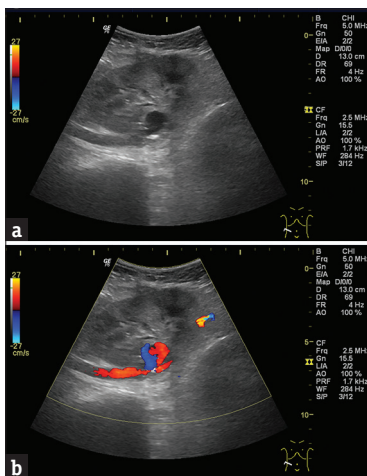 27
-27
cm/s
GE
0
5
10
B CHI
Frq 5.0 MHz
Gn 50
E/A 2/2
Map D/0/0
D 13.0 cm
DR 69
FR 4 Hz
AO 100 %
CF
Frq 2.5 MHz
Gn 15.5
L/A 2/2
AO 100 %
PRF 1.7 kHz
WF 284 Hz
S/P 3/12
a
27
-27
cm/s
GE
0
5
10
B CHI
Frq 5.0 MHz
Gn 50
E/A 2/2
Map D/0/0
D 13.0 cm
DR 69
FR 4 Hz
AO 100 %
CF
Frq 2.5 MHz
Gn 15.5
L/A 2/2
AO 100 %
PRF 1.7 kHz
WF 284 Hz
S/P 3/12
b